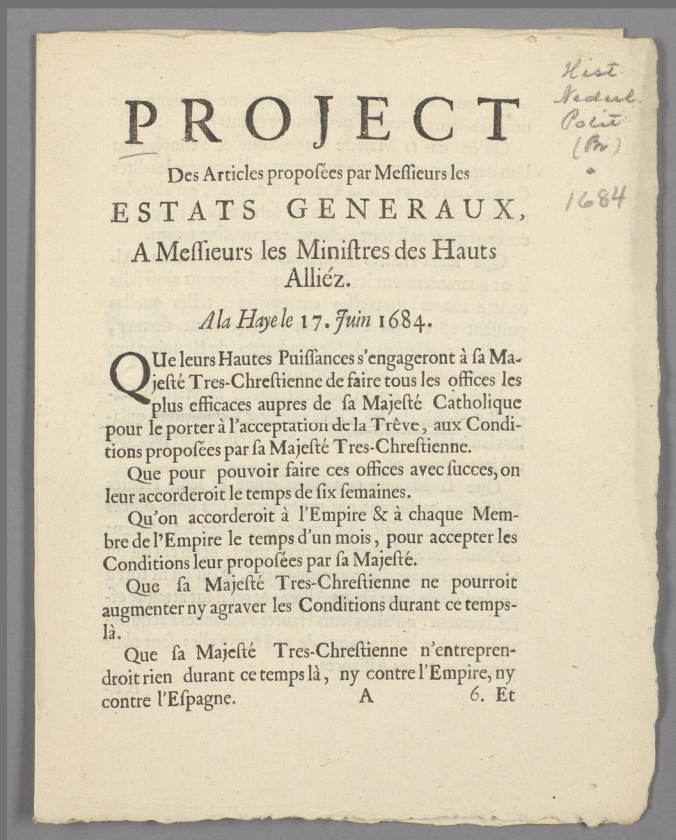 PROJECT
Des Articles proposées par Messieurs les
ESTATS GENERAUX,
A Messieurs les Ministres des Hauts
Alliéz.
A la Haye le 17. Juin 1684.
QUe leurs Hautes Puissances s'engageront à sa Ma-
jesté Tres-Chrestienne de faire tous les offices les
plus efficaces aupres de sa Majesté Catholique
pour le porter à l'acceptation de la Trêve, aux Condi-
tions proposées par sa Majesté Tres-Chrestienne.
Que pour pouvoir faire ces offices avec succes, on
leur accorderoit le temps de six semaines.
Qu'on accorderoit à l'Empire & à chaque Mem-
bre de l'Empire le temps d'un mois, pour accepter les
Conditions leur proposées par sa Majesté.
Que sa Majesté Tres-Chrestienne ne pourroit
augmenter ny agraver les Conditions durant ce temps-
là.
Que sa Majesté Tres-Chrestienne n'entrepren-
droit rien durant ce temps là, ny contre l'Empire, ny
contre l'Espagne. A 6. Et
Hist
Nederl.
Polit
(Br)
1684